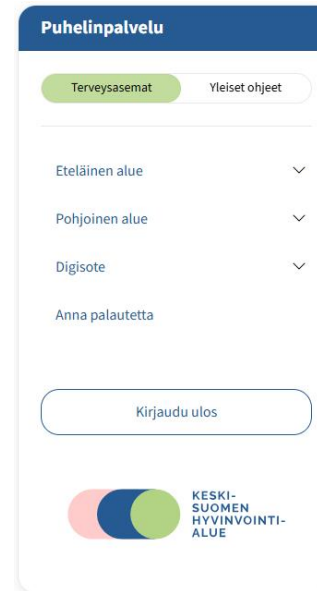 Puhelinpalvelu
Terveysasemat Yleiset ohjeet
Eteläinen alue
Pohjoinen alue
Digisote
Anna palautetta
Kirjaudu ulos
KESKI-
SUOMEN
HYVINVOINTI-
ALUE